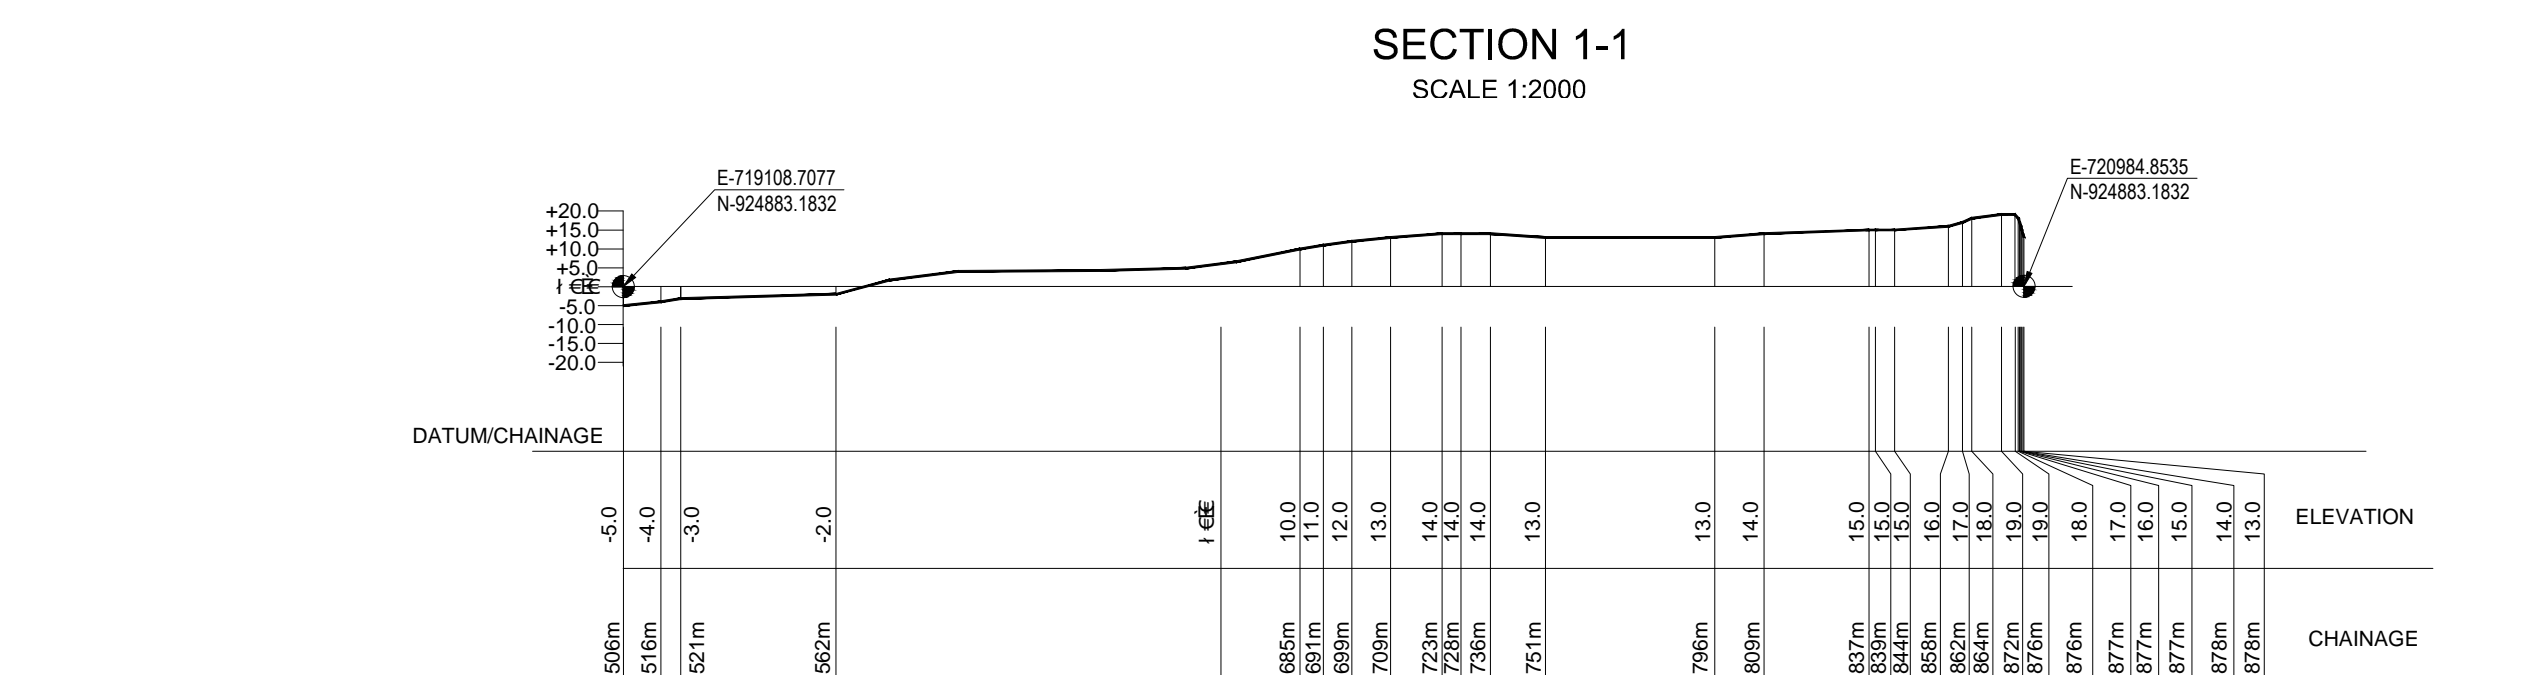 SECTION 1-1
SCALE 1:2000
E-719108.7077
N-924883.1832
E-720984.8535
N-924883.1832
+20.0
+15.0
+10.0
+5.0
-5.0
-10.0
-15.0
-20.0
DATUM/CHAINAGE
-5.0 -4.0 -3.0 -2.0 10.0 11.0 12.0 13.0 14.0 14.0 14.0 13.0 13.0 14.0 15.0 15.0 15.0 16.0 17.0 18.0 19.0 19.0 18.0 17.0 16.0 15.0 14.0 13.0 ELEVATION
506m 516m 521m 562m 685m 691m 699m 709m 723m 728m 736m 751m 796m 809m 837m 839m 844m 858m 862m 864m 872m 876m 876m 877m 877m 877m 878m 878m CHAINAGE